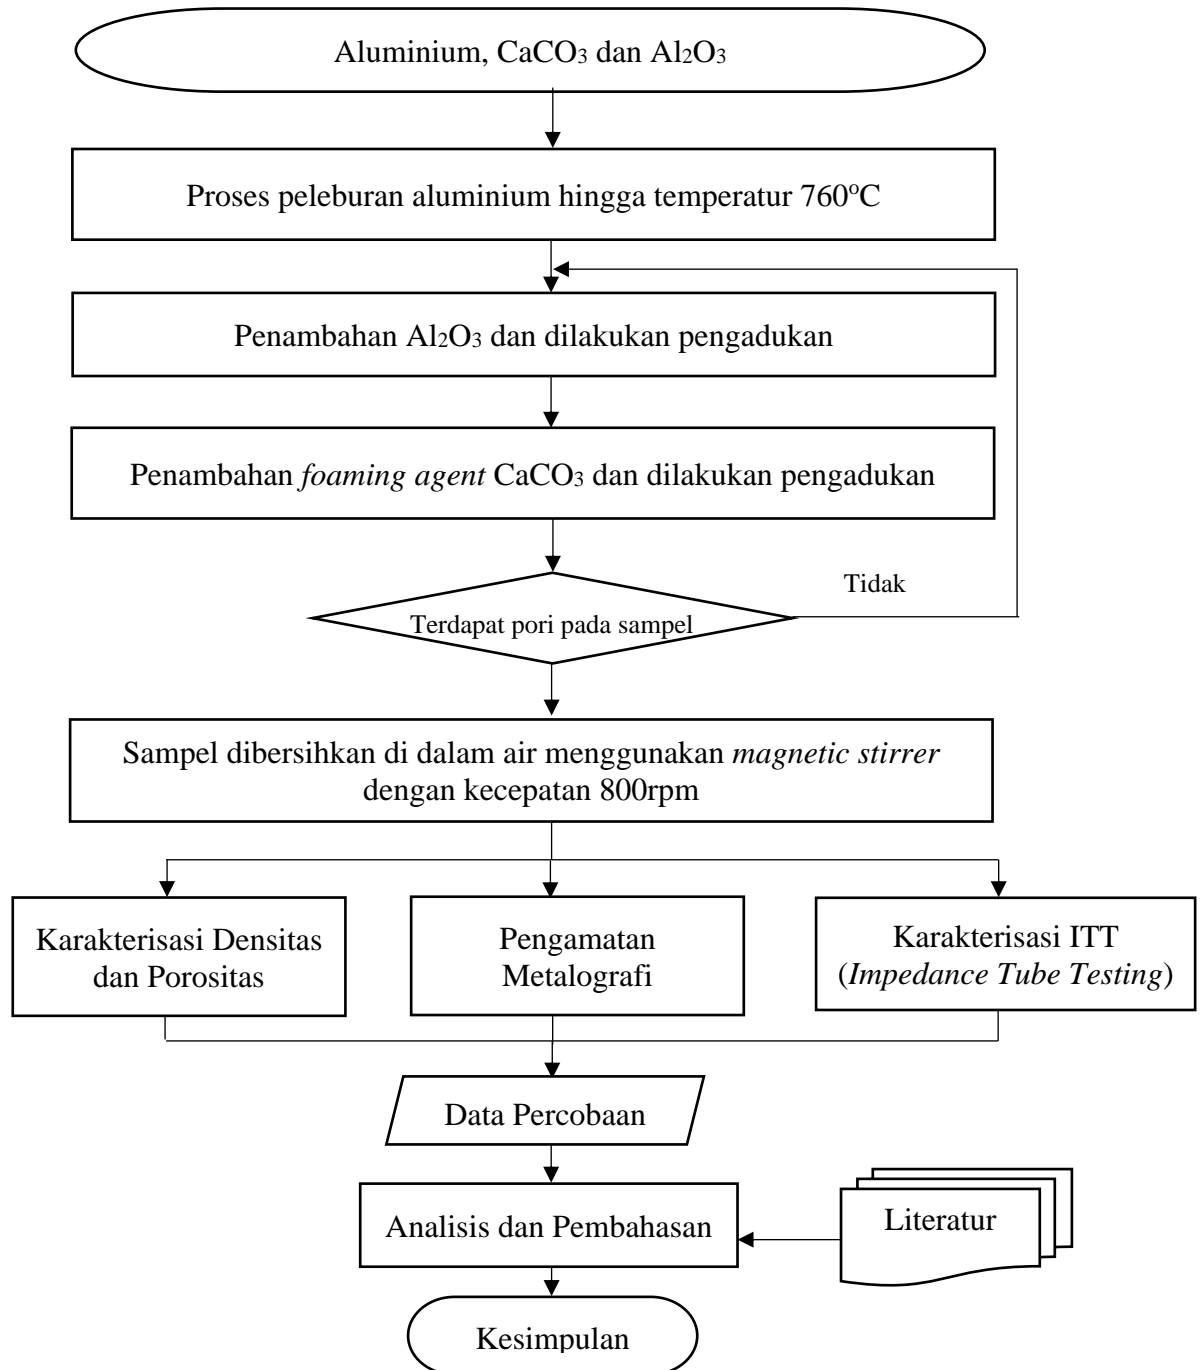 Aluminium, CaCO₃ dan Al₂O₃
Proses peleburan aluminium hingga temperatur 760°C
Penambahan Al₂O₃ dan dilakukan pengadukan
Penambahan foaming agent CaCO₃ dan dilakukan pengadukan
Tidak
Terdapat pori pada sampel
Sampel dibersihkan di dalam air menggunakan magnetic stirrer
dengan kecepatan 800rpm
Karakterisasi Densitas
dan Porositas
Pengamatan
Metalografi
Karakterisasi ITT
(Impedance Tube Testing)
Data Percobaan
Analisis dan Pembahasan
Literatur
Kesimpulan